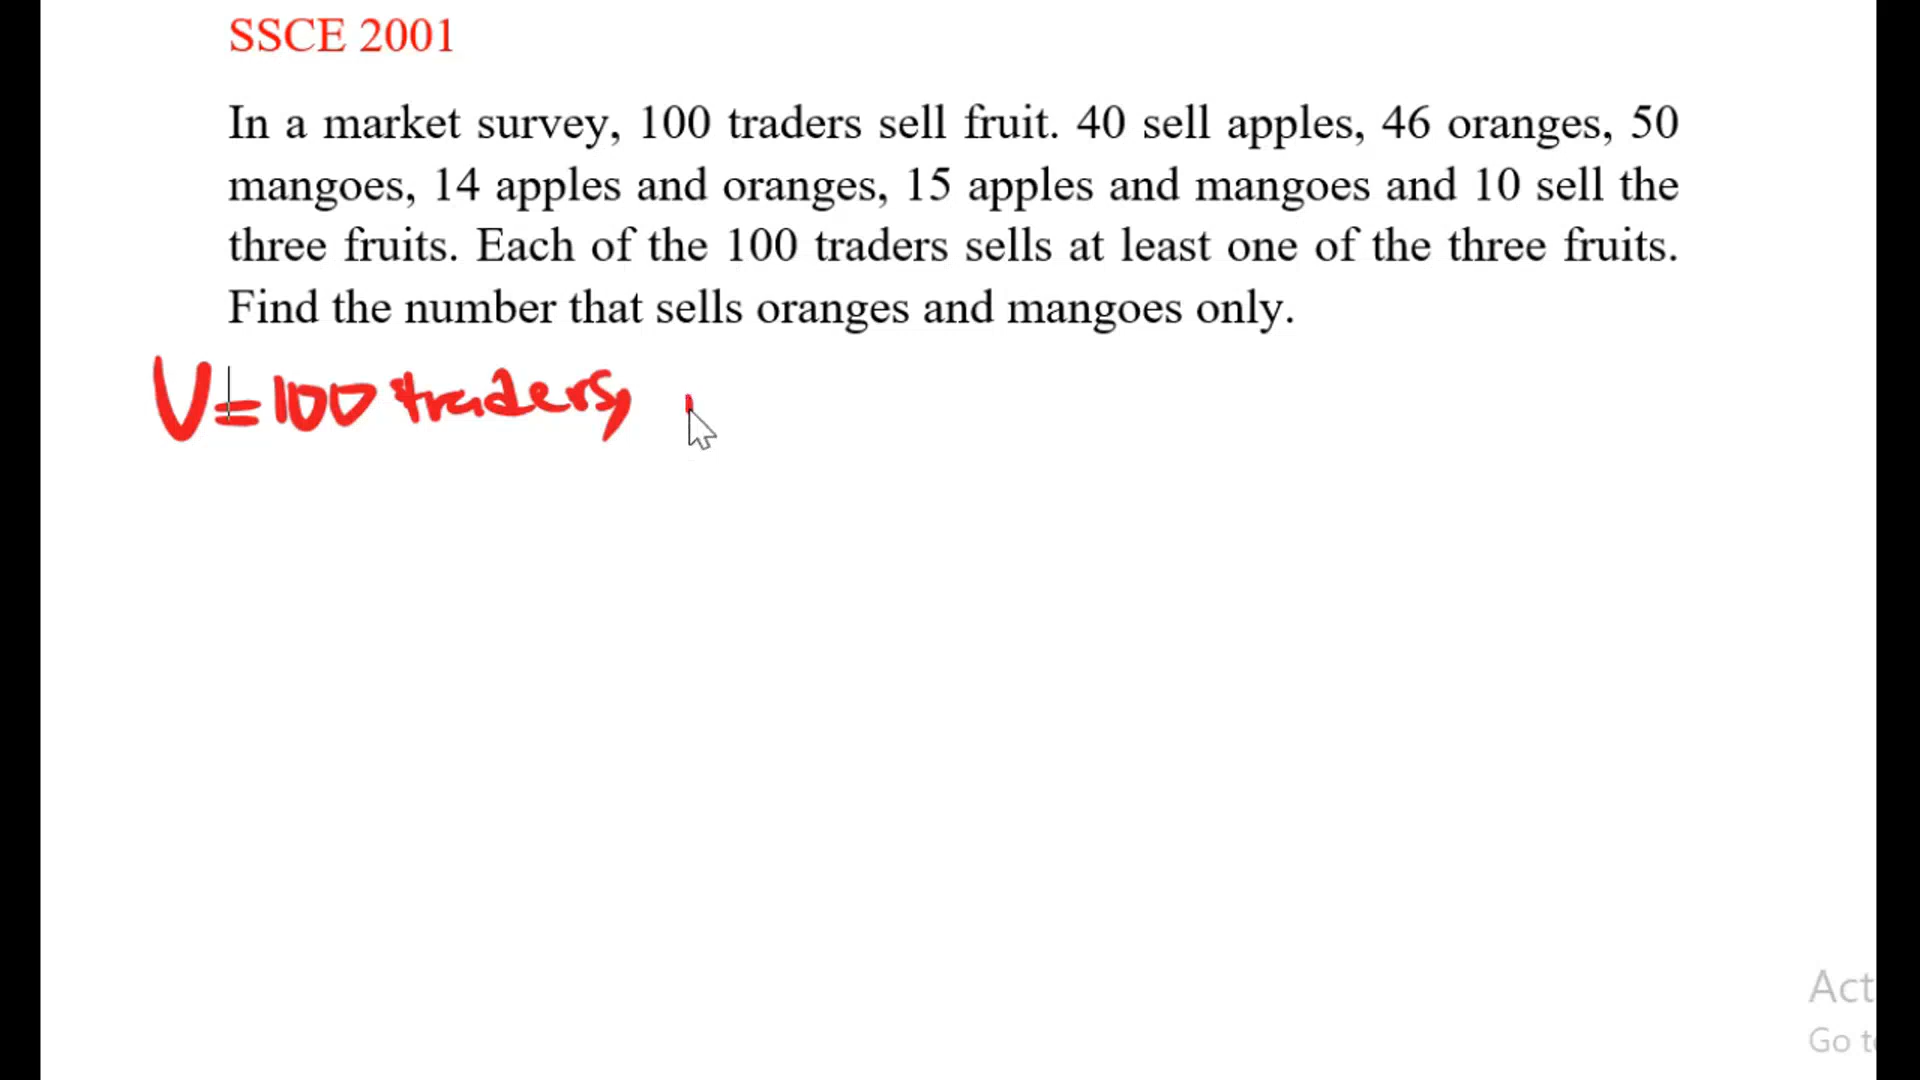 SSCE 2001
In a market survey, 100 traders sell fruit. 40 sell apples, 46 oranges, 50
mangoes, 14 apples and oranges, 15 apples and mangoes and 10 sell the
three fruits. Each of the 100 traders sells at least one of the three fruits.
Find the number that sells oranges and mangoes only.
U=100 traders,
Act
Go t